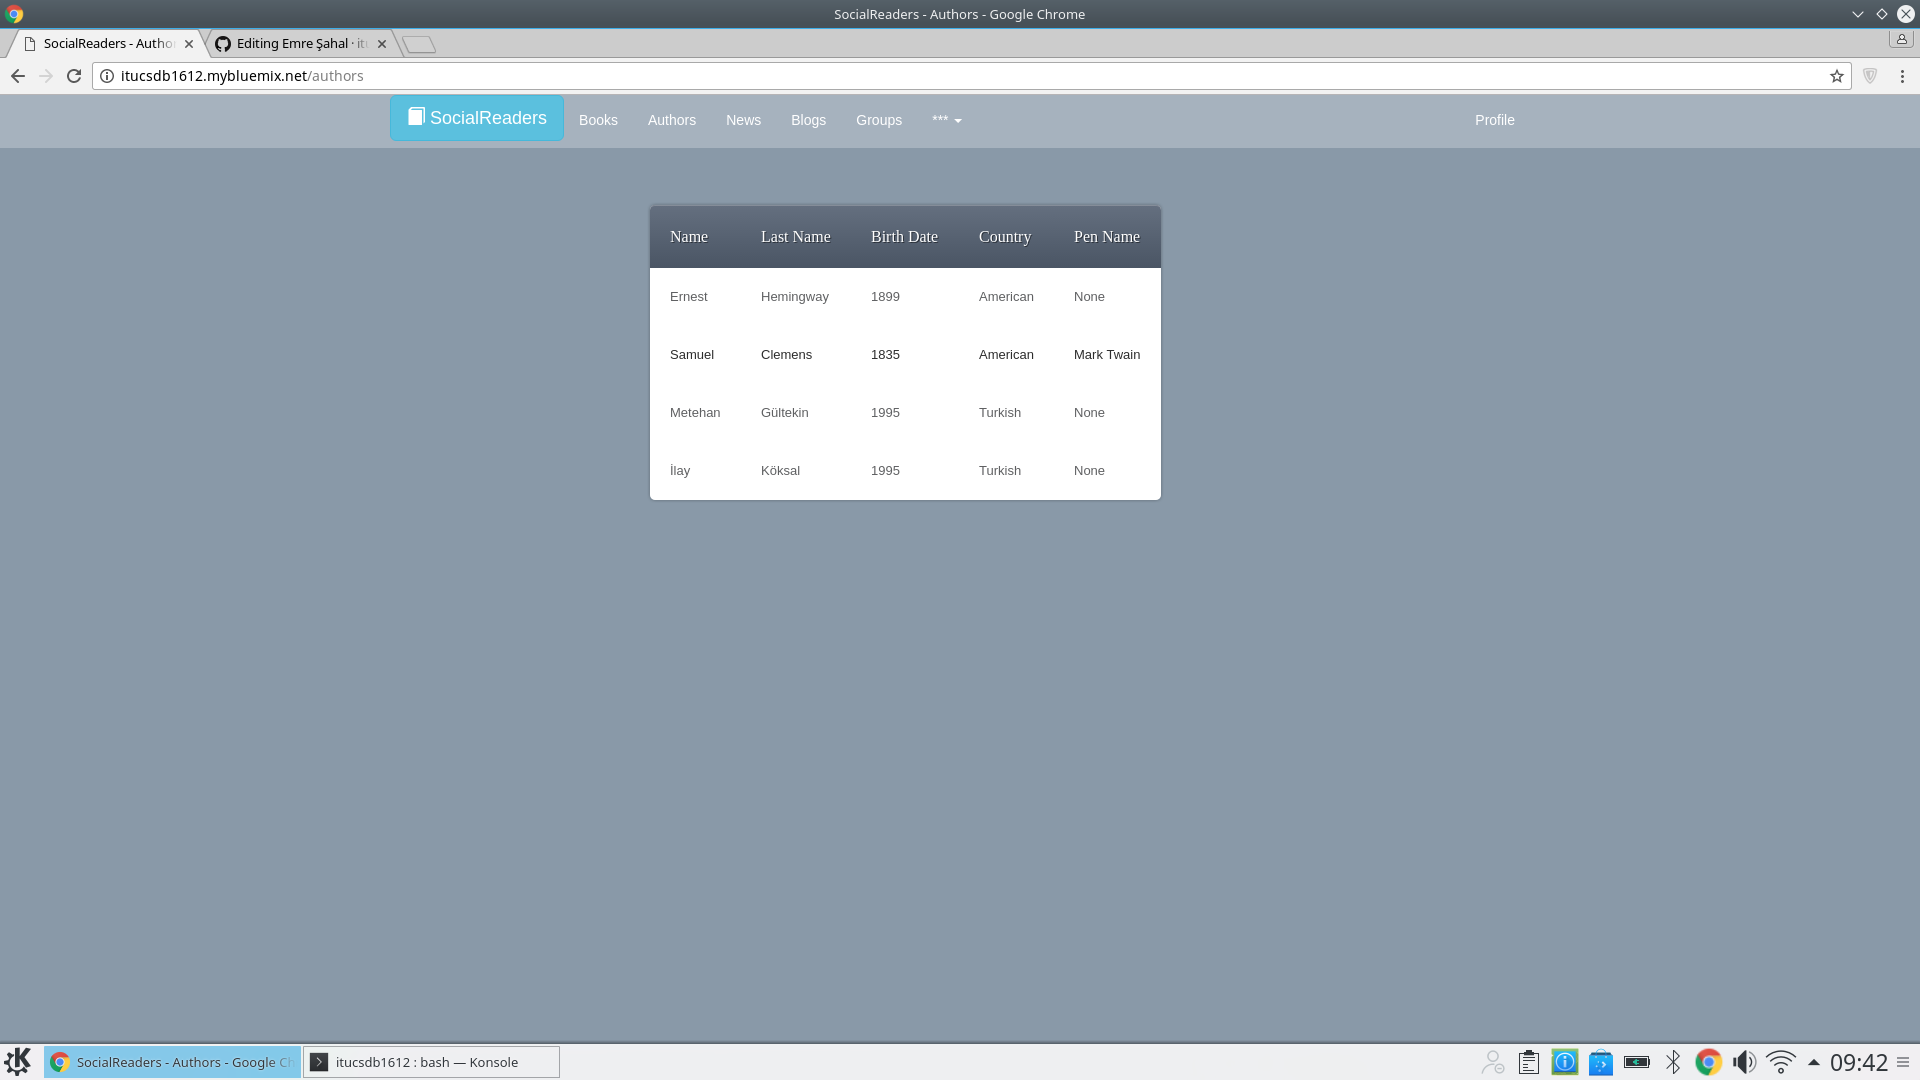 SocialReaders - Authors - Google Chrome
SocialReaders - Autho
Editing Emre Şahal · it
itucsdb1612.mybluemix.net/authors
SocialReaders Books Authors News Blogs Groups *** Profile
Name Last Name Birth Date Country Pen Name
Ernest Hemingway 1899 American None
Samuel Clemens 1835 American Mark Twain
Metehan Gültekin 1995 Turkish None
İlay Köksal 1995 Turkish None
SocialReaders - Authors - Google Ch
itucsdb1612 : bash — Konsole
09:42